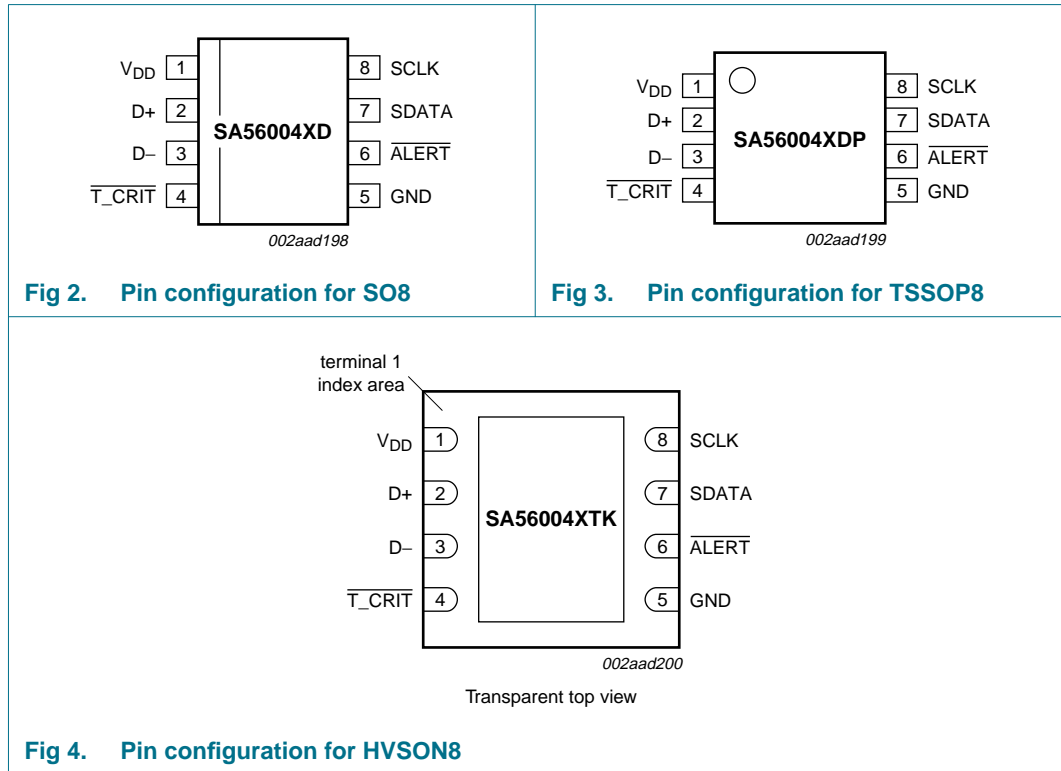 VDD 1 8 SCLK
D+ 2 7 SDATA
SA56004XD
D− 3 6 ALERT
T_CRIT 4 5 GND
002aad198
Fig 2. Pin configuration for SO8
VDD 1 8 SCLK
D+ 2 7 SDATA
SA56004XDP
D− 3 6 ALERT
T_CRIT 4 5 GND
002aad199
Fig 3. Pin configuration for TSSOP8
terminal 1
index area
VDD 1 8 SCLK
D+ 2 7 SDATA
SA56004XTK
D− 3 6 ALERT
T_CRIT 4 5 GND
002aad200
Transparent top view
Fig 4. Pin configuration for HVSON8